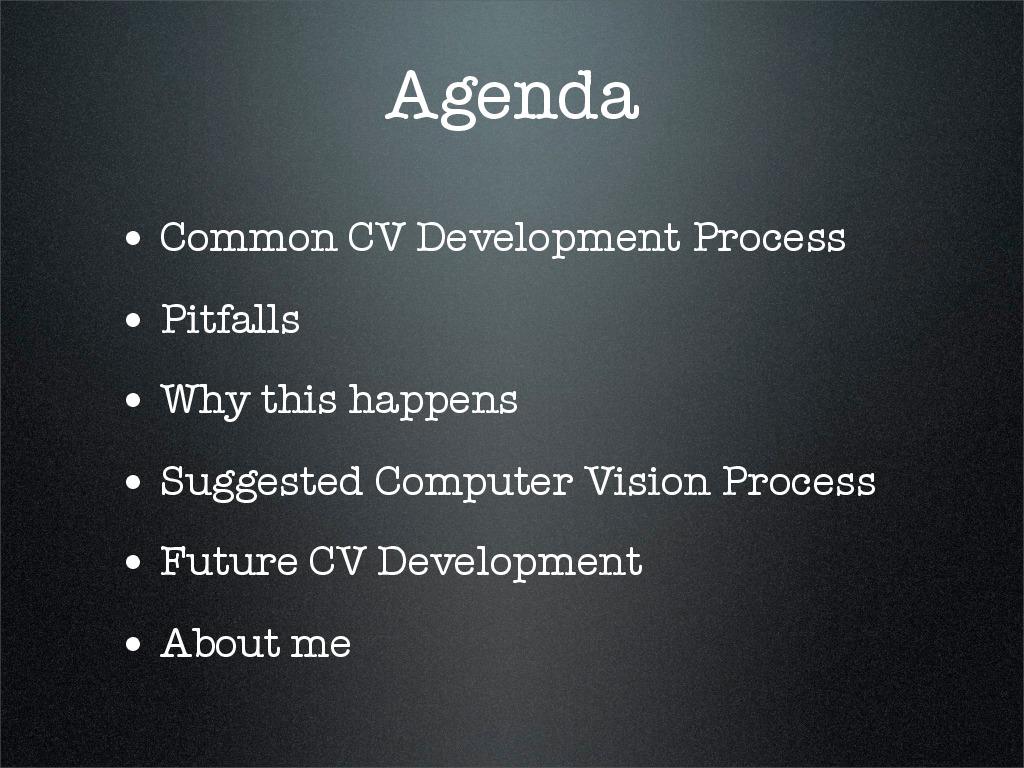 Agenda
• Common CV Development Process
• Pitfalls
• Why this happens
• Suggested Computer Vision Process
• Future CV Development
• About me